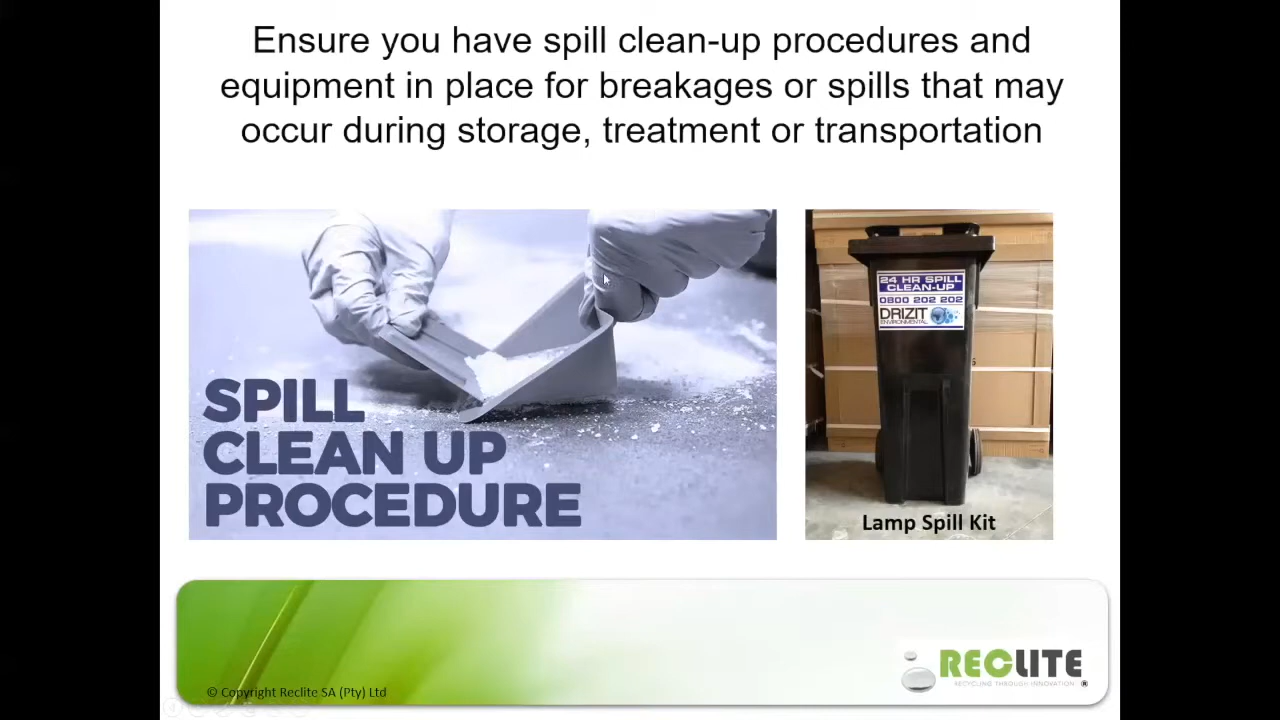 Ensure you have spill clean-up procedures and
equipment in place for breakages or spills that may
occur during storage, treatment or transportation
SPILL
CLEAN UP
PROCEDURE
24 HR SPILL
CLEAN-UP
0800 202 202
DRIZIT
ENVIRONMENTAL
Lamp Spill Kit
© Copyright Reclite SA (Pty) Ltd
RECLITE
RECYCLING THROUGH INNOVATION ®